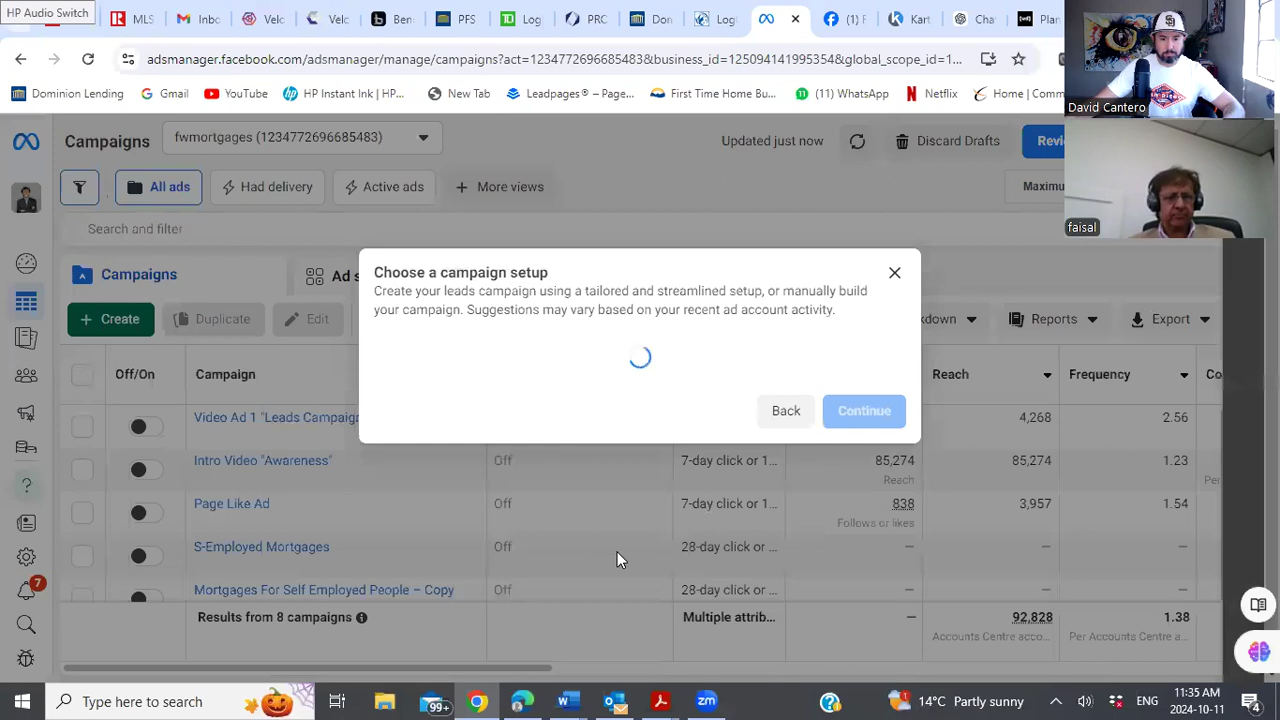 HP Audio Switch
MLS
Inbo
Velo
Velo
Ben
PFS
Log
PRC
Don
Logi
(1) F
Kart
Cha
Plan
adsmanager.facebook.com/adsmanager/manage/campaigns?act=1234772696685483&business_id=1250941941995354&global_scope_id=1...
Dominion Lending
Gmail
YouTube
HP Instant Ink | HP...
New Tab
Leadpages® – Page...
First Time Home Bu...
(11) WhatsApp
Netflix
Home | Comm
David Cantero
faisal
Campaigns
fwmortgages (1234772696685483)
Updated just now
Discard Drafts
Revi
All ads
Had delivery
Active ads
More views
Maximu
Search and filter
Campaigns
Ad s
Create
Duplicate
Edit
kdown
Reports
Export
Choose a campaign setup
Create your leads campaign using a tailored and streamlined setup, or manually build
your campaign. Suggestions may vary based on your recent ad account activity.
Back
Continue
Off/On
Campaign
Reach
Frequency
Co
Video Ad 1 "Leads Campaign
4,268
2.56
Intro Video "Awareness"
Off
7-day click or 1...
85,274
Reach
85,274
1.23
Per
Page Like Ad
Off
7-day click or 1...
838
Follows or likes
3,957
1.54
S-Employed Mortgages
Off
28-day click or ...
—
—
—
Mortgages For Self Employed People – Copy
Off
28-day click or ...
—
—
—
Results from 8 campaigns
Multiple attrib...
—
92,828
Accounts Centre acco...
1.38
Per Accounts Centre a...
7
Type here to search
99+
zm
14°C Partly sunny
ENG
11:35 AM
2024-10-11
4